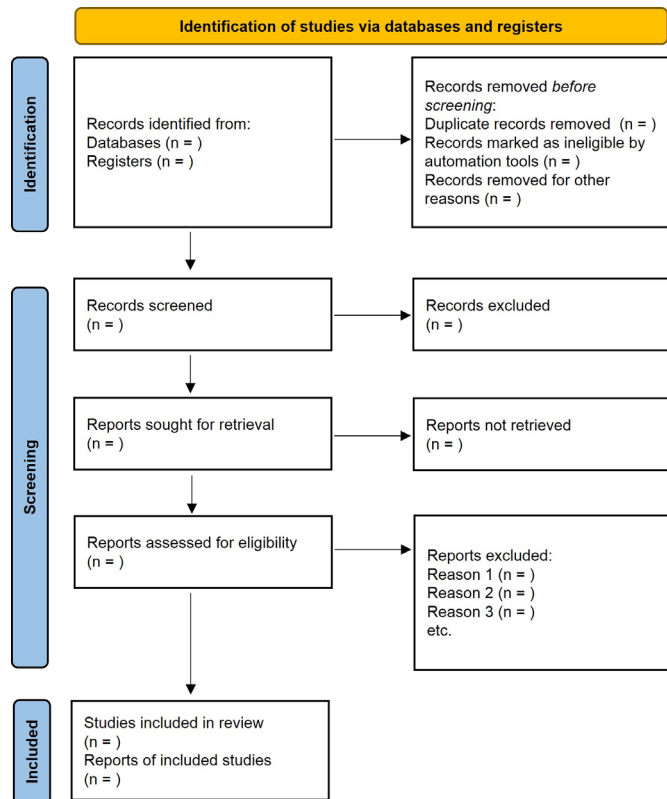 Identification of studies via databases and registers
Identification
Records identified from:
Databases (n = )
Registers (n = )
Records removed before
screening:
Duplicate records removed (n = )
Records marked as ineligible by
automation tools (n = )
Records removed for other
reasons (n = )
Screening
Records screened
(n = )
Records excluded
(n = )
Reports sought for retrieval
(n = )
Reports not retrieved
(n = )
Reports assessed for eligibility
(n = )
Reports excluded:
Reason 1 (n = )
Reason 2 (n = )
Reason 3 (n = )
etc.
Included
Studies included in review
(n = )
Reports of included studies
(n = )